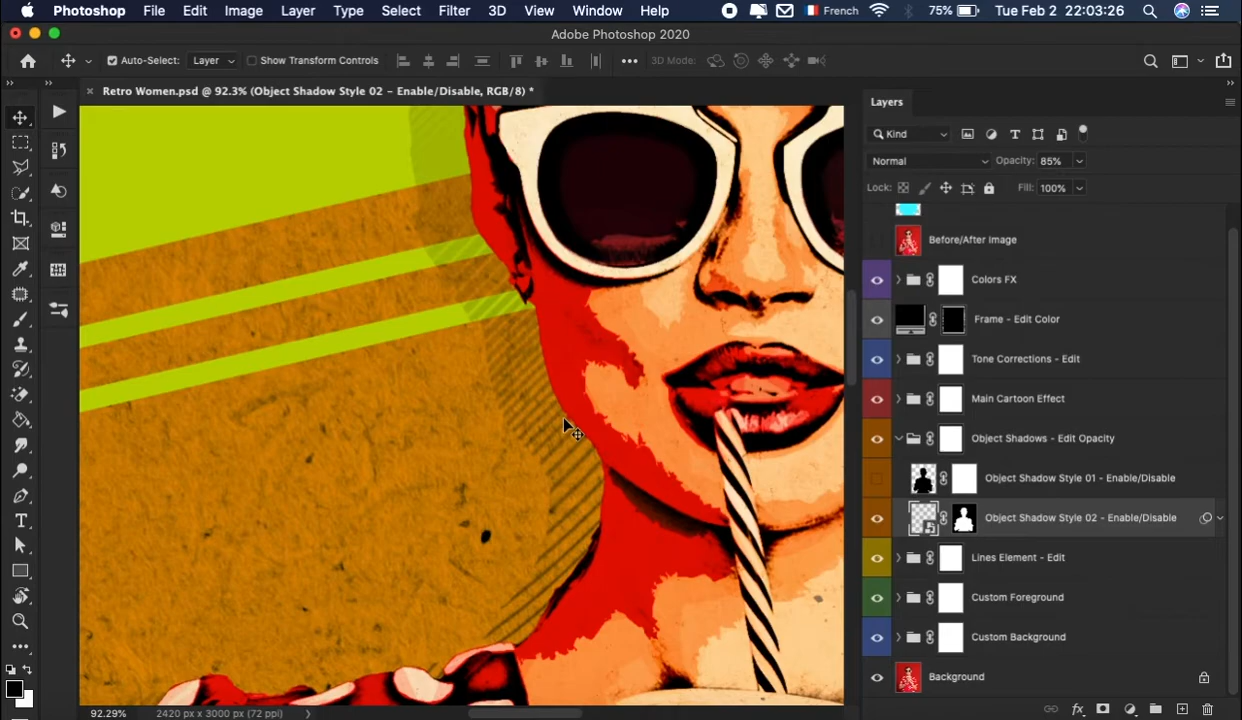 Photoshop File Edit Image Layer Type Select Filter 3D View Window Help French 75% Tue Feb 2 22:03:26
Adobe Photoshop 2020
Auto-Select: Layer Show Transform Controls 3D Mode:
× Retro Women.psd @ 92.3% (Object Shadow Style 02 - Enable/Disable, RGB/8) *
Layers
Kind
Normal Opacity: 85%
Lock: Fill: 100%
Before/After Image
Colors FX
Frame - Edit Color
Tone Corrections - Edit
Main Cartoon Effect
Object Shadows - Edit Opacity
Object Shadow Style 01 - Enable/Disable
Object Shadow Style 02 - Enable/Disable
Lines Element - Edit
Custom Foreground
Custom Background
Background
92.29% 2420 px x 3000 px (72 ppi)